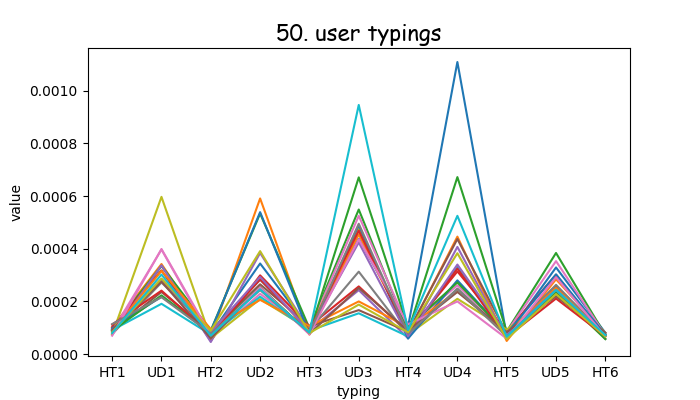 50. user typings
0.0010
0.0008
0.0006
0.0004
0.0002
0.0000
value
HT1 UD1 HT2 UD2 HT3 UD3 HT4 UD4 HT5 UD5 HT6
typing